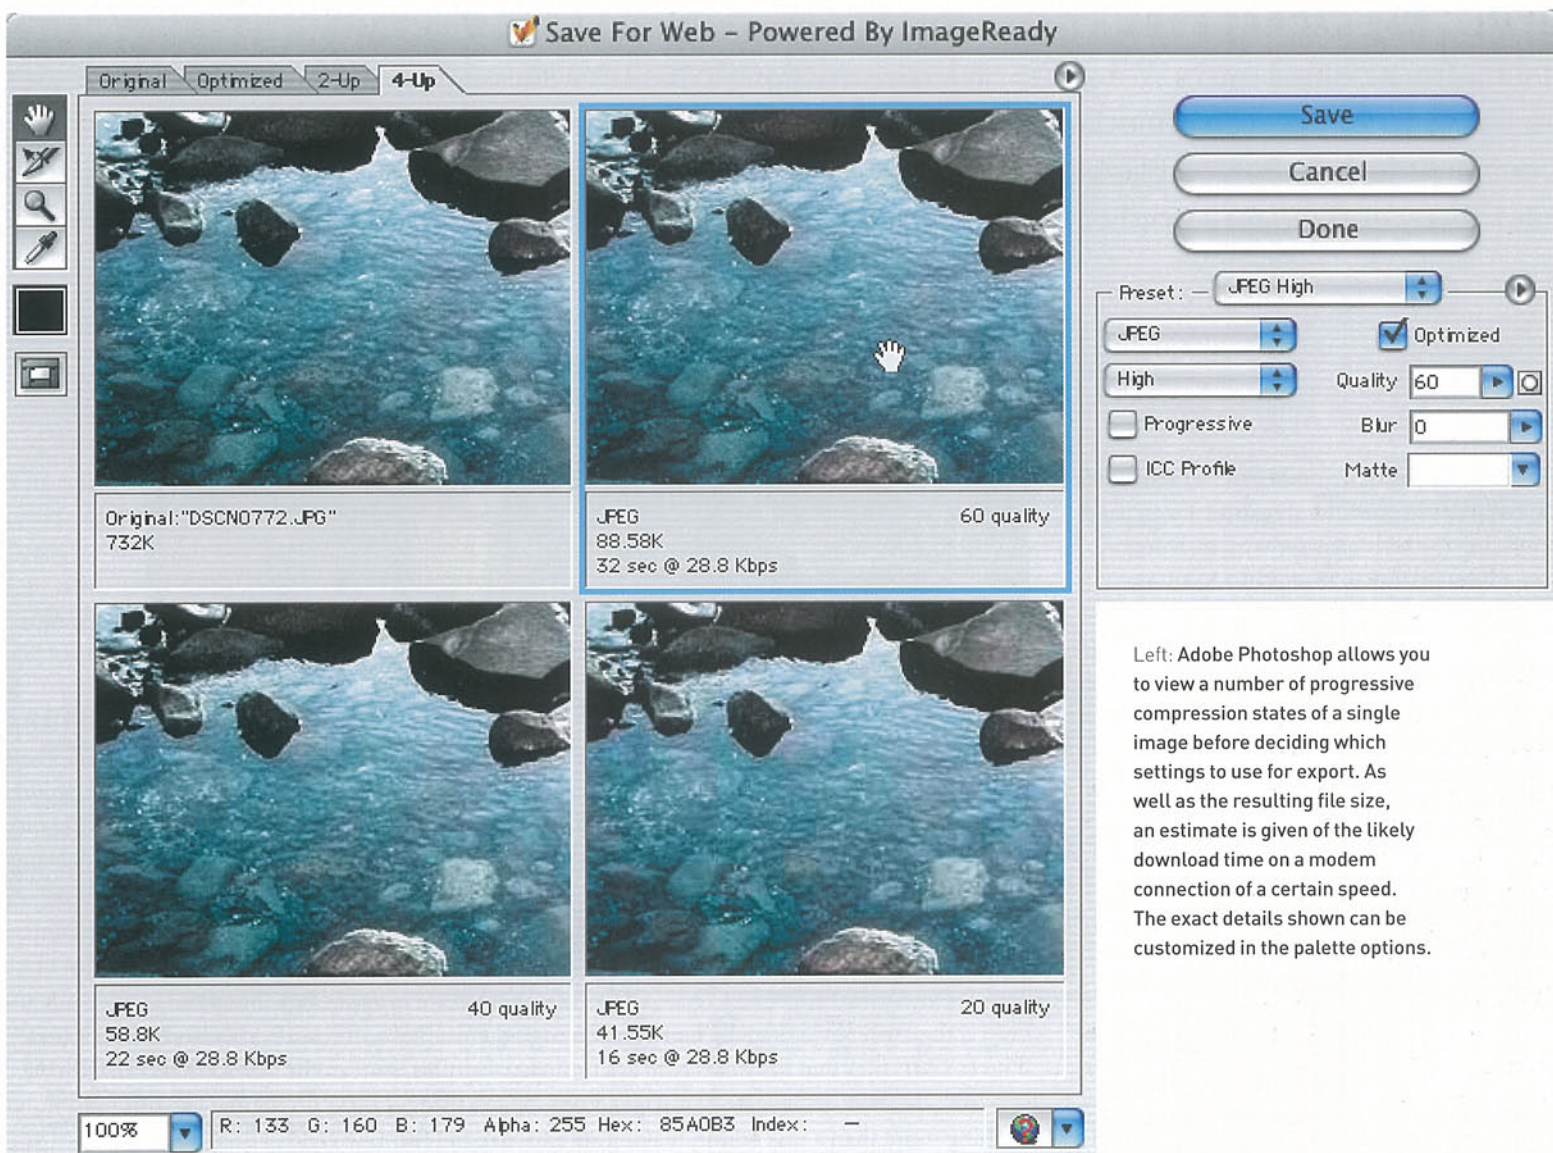 Save For Web – Powered By ImageReady
Original
Optimized
2-Up
4-Up
Save
Cancel
Done
Preset:
JPEG High
JPEG
Optimized
High
Quality
60
Progressive
Blur
0
ICC Profile
Matte
Original:"DSCN0772.JPG"
732K
JPEG
60 quality
88.58K
32 sec @ 28.8 Kbps
JPEG
40 quality
58.8K
22 sec @ 28.8 Kbps
JPEG
20 quality
41.55K
16 sec @ 28.8 Kbps
Left: Adobe Photoshop allows you
to view a number of progressive
compression states of a single
image before deciding which
settings to use for export. As
well as the resulting file size,
an estimate is given of the likely
download time on a modem
connection of a certain speed.
The exact details shown can be
customized in the palette options.
100%
R: 133 G: 160 B: 179 Alpha: 255 Hex: 85A0B3 Index: —